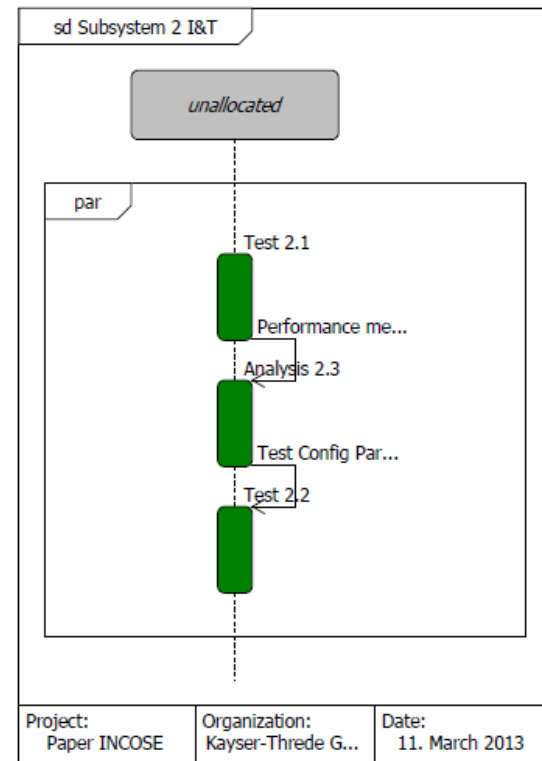 sd Subsystem 2 I&T
unallocated
par
Test 2.1
Performance me...
Analysis 2.3
Test Config Par...
Test 2.2
Project:
Paper INCOSE
Organization:
Kayser-Threde G...
Date:
11. March 2013